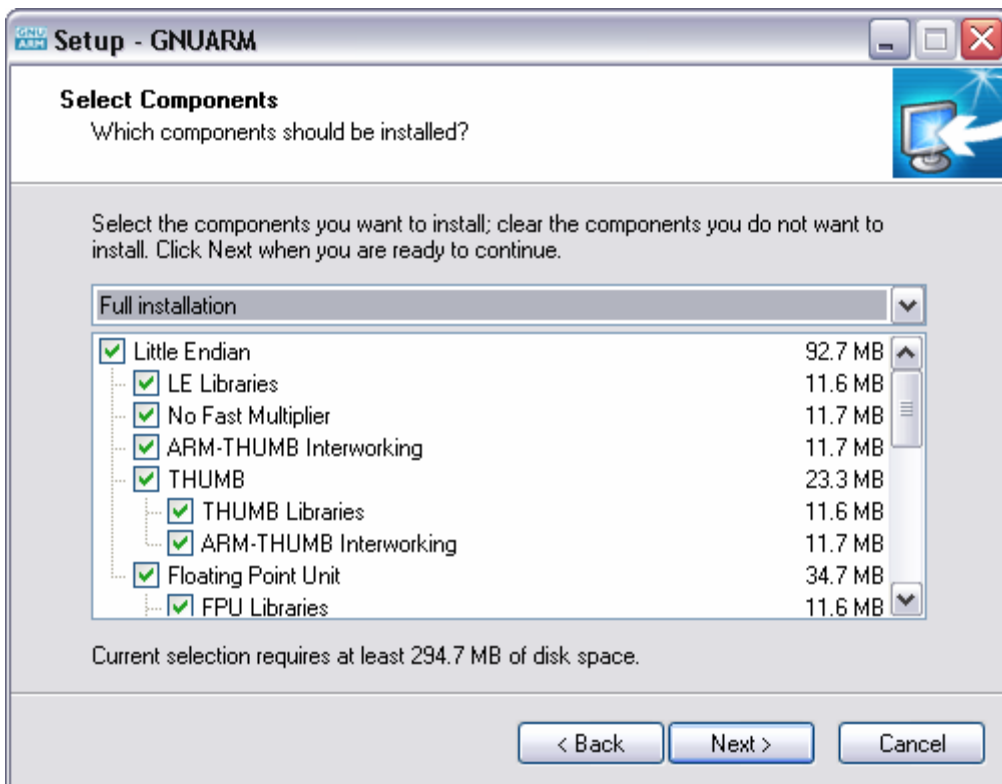 GNU
ARM
Setup - GNUARM
Select Components
Which components should be installed?
Select the components you want to install; clear the components you do not want to
install. Click Next when you are ready to continue.
Full installation
Little Endian 92.7 MB
LE Libraries 11.6 MB
No Fast Multiplier 11.7 MB
ARM-THUMB Interworking 11.7 MB
THUMB 23.3 MB
THUMB Libraries 11.6 MB
ARM-THUMB Interworking 11.7 MB
Floating Point Unit 34.7 MB
FPU Libraries 11.6 MB
Current selection requires at least 294.7 MB of disk space.
< Back Next > Cancel